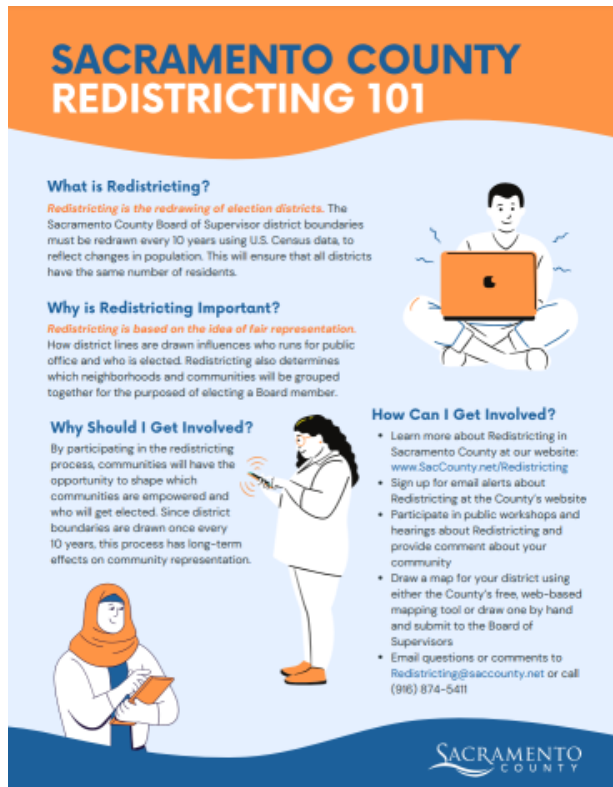 SACRAMENTO COUNTY
REDISTRICTING 101
What is Redistricting?
Redistricting is the redrawing of election districts. The
Sacramento County Board of Supervisor district boundaries
must be redrawn every 10 years using U.S. Census data, to
reflect changes in population. This will ensure that all districts
have the same number of residents.
Why is Redistricting Important?
Redistricting is based on the idea of fair representation.
How district lines are drawn influences who runs for public
office and who is elected. Redistricting also determines
which neighborhoods and communities will be grouped
together for the purpose of electing a Board member.
Why Should I Get Involved?
By participating in the redistricting
process, communities will have the
opportunity to shape which
communities are empowered and
who will get elected. Since district
boundaries are drawn once every
10 years, this process has long-term
effects on community representation.
How Can I Get Involved?
• Learn more about Redistricting in
Sacramento County at our website:
www.SacCounty.net/Redistricting
• Sign up for email alerts about
Redistricting at the County's website
• Participate in public workshops and
hearings about Redistricting and
provide comment about your
community
• Draw a map for your district using
either the County's free, web-based
mapping tool or draw one by hand
and submit to the Board of
Supervisors
• Email questions or comments to
Redistricting@saccounty.net or call
(916) 874-5411
SACRAMENTO
COUNTY